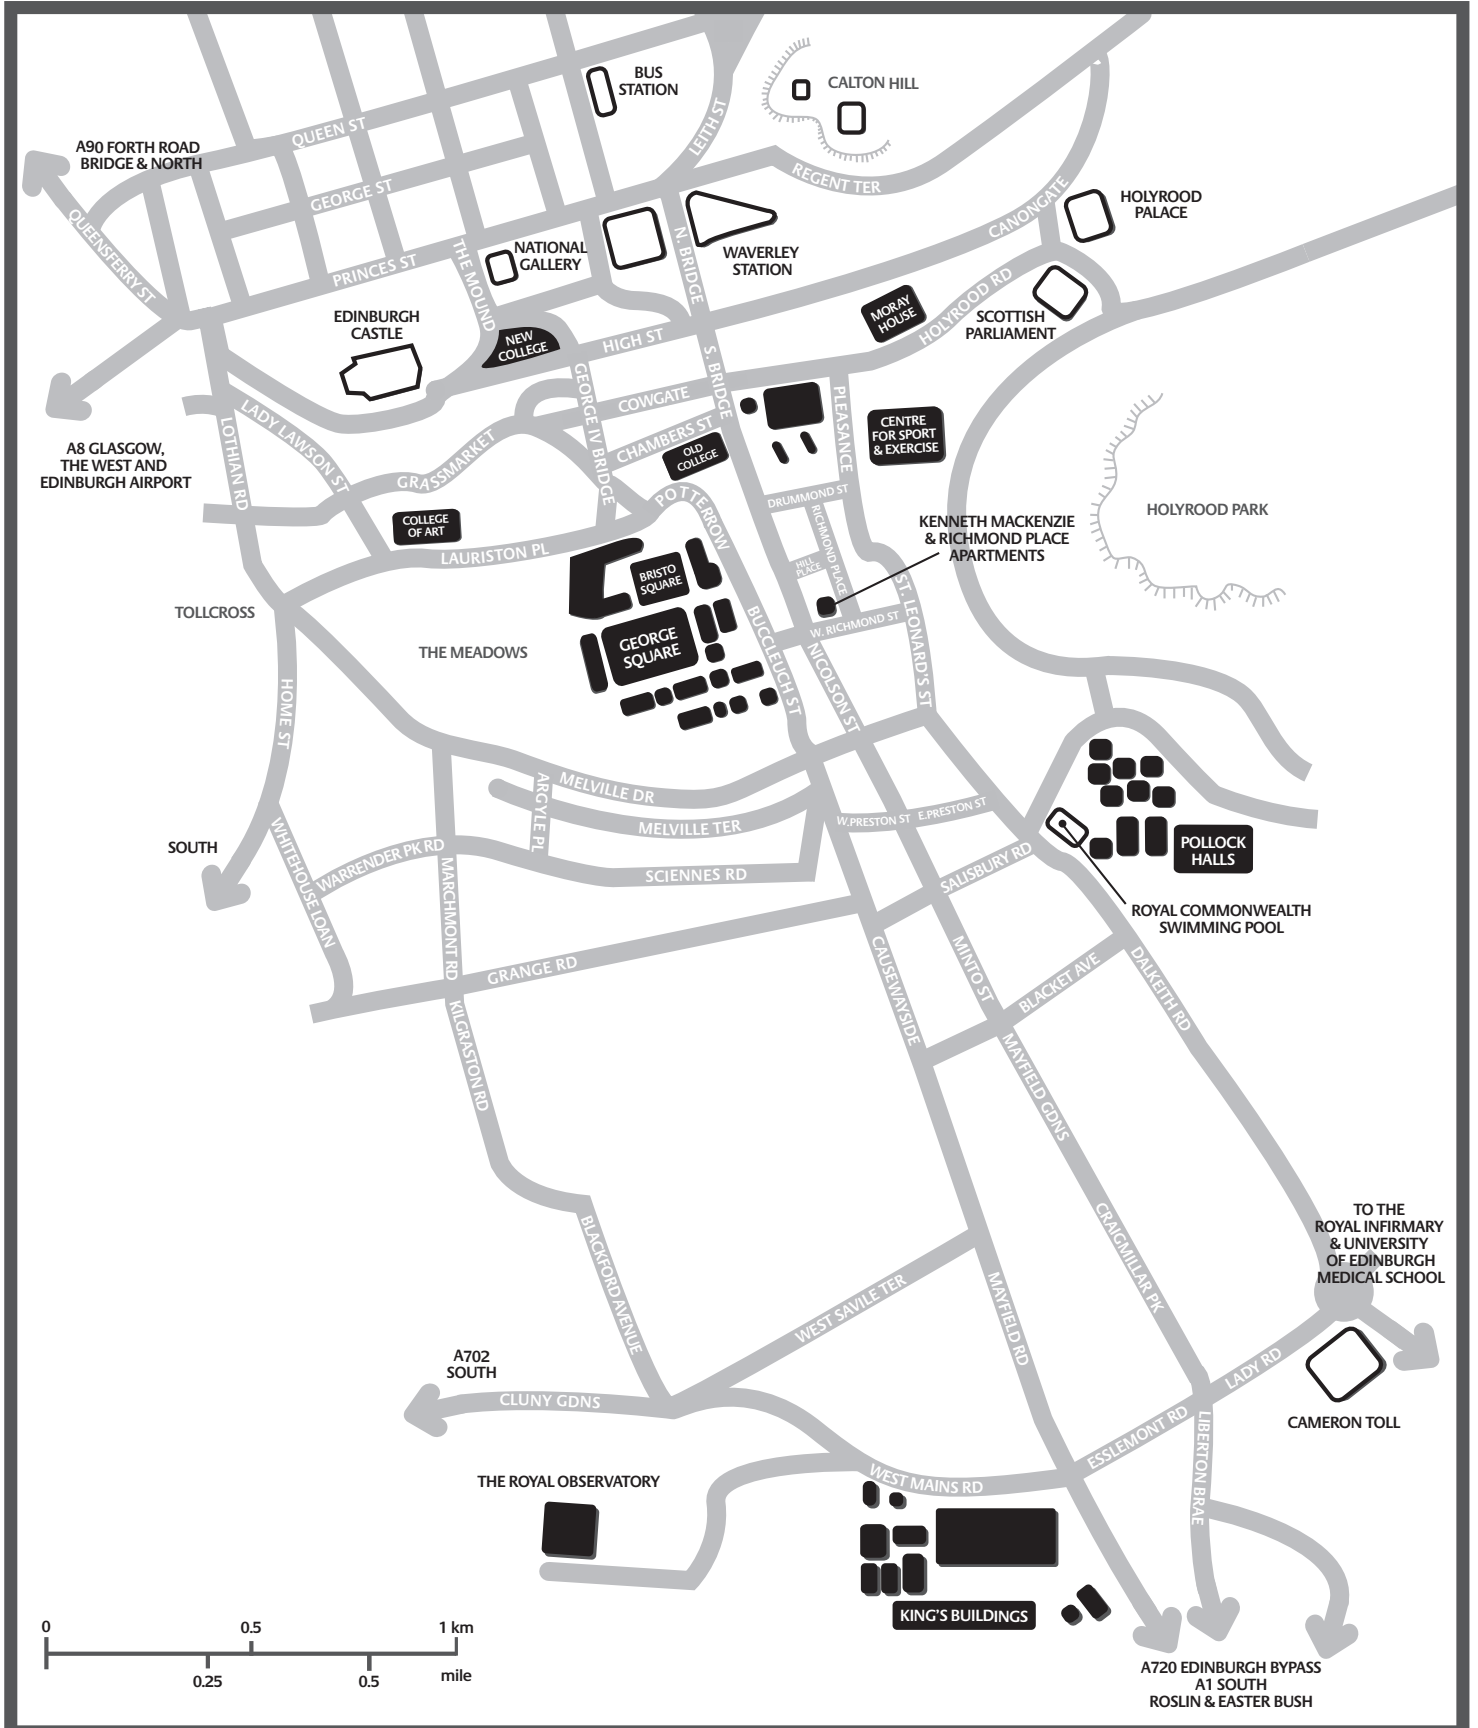 BUS
STATION
CALTON HILL
LEITH ST
QUEEN ST
A90 FORTH ROAD
BRIDGE & NORTH
GEORGE ST
REGENT TER
HOLYROOD
PALACE
QUEENSFERRY ST
CANONGATE
THE MOUND
NATIONAL
GALLERY
N. BRIDGE
WAVERLEY
STATION
PRINCES ST
EDINBURGH
CASTLE
MORAY
HOUSE
HOLYROOD RD
SCOTTISH
PARLIAMENT
NEW
COLLEGE
HIGH ST
S. BRIDGE
GEORGE IV BRIDGE
COWGATE
PLEASANCE
LADY LAWSON ST
LOTHIAN RD
CHAMBERS ST
CENTRE
FOR SPORT
& EXERCISE
A8 GLASGOW,
THE WEST AND
EDINBURGH AIRPORT
GRASSMARKET
OLD
COLLEGE
POTTERROW
DRUMMOND ST
HOLYROOD PARK
COLLEGE
OF ART
KENNETH MACKENZIE
& RICHMOND PLACE
APARTMENTS
LAURISTON PL
RICHMOND PLACE
HILL
PLACE
BRISTO
SQUARE
TOLLCROSS
ST. LEONARD'S ST
BUCCLEUCH ST
W. RICHMOND ST
GEORGE
SQUARE
THE MEADOWS
NICOLSON ST
HOME ST
MELVILLE DR
ARGYLE PL
MELVILLE TER
W.PRESTON ST
E.PRESTON ST
SOUTH
WHITEHOUSE LOAN
WARRENDER PK RD
MARCHMONT RD
SCIENNES RD
SALISBURY RD
POLLOCK
HALLS
ROYAL COMMONWEALTH
SWIMMING POOL
GRANGE RD
CAUSEWAYSIDE
MINTO ST
BLACKET AVE
DALKEITH RD
KILGRASTON RD
MAYFIELD GDNS
BLACKFORD AVENUE
CRAIGMILLAR PK
TO THE
ROYAL INFIRMARY
& UNIVERSITY
OF EDINBURGH
MEDICAL SCHOOL
WEST SAVILE TER
MAYFIELD RD
A702
SOUTH
CLUNY GDNS
LADY RD
CAMERON TOLL
ESSLEMONT RD
LIBERTON BRAE
THE ROYAL OBSERVATORY
WEST MAINS RD
KING'S BUILDINGS
0 0.5 1 km
0.25 0.5 mile
A720 EDINBURGH BYPASS
A1 SOUTH
ROSLIN & EASTER BUSH